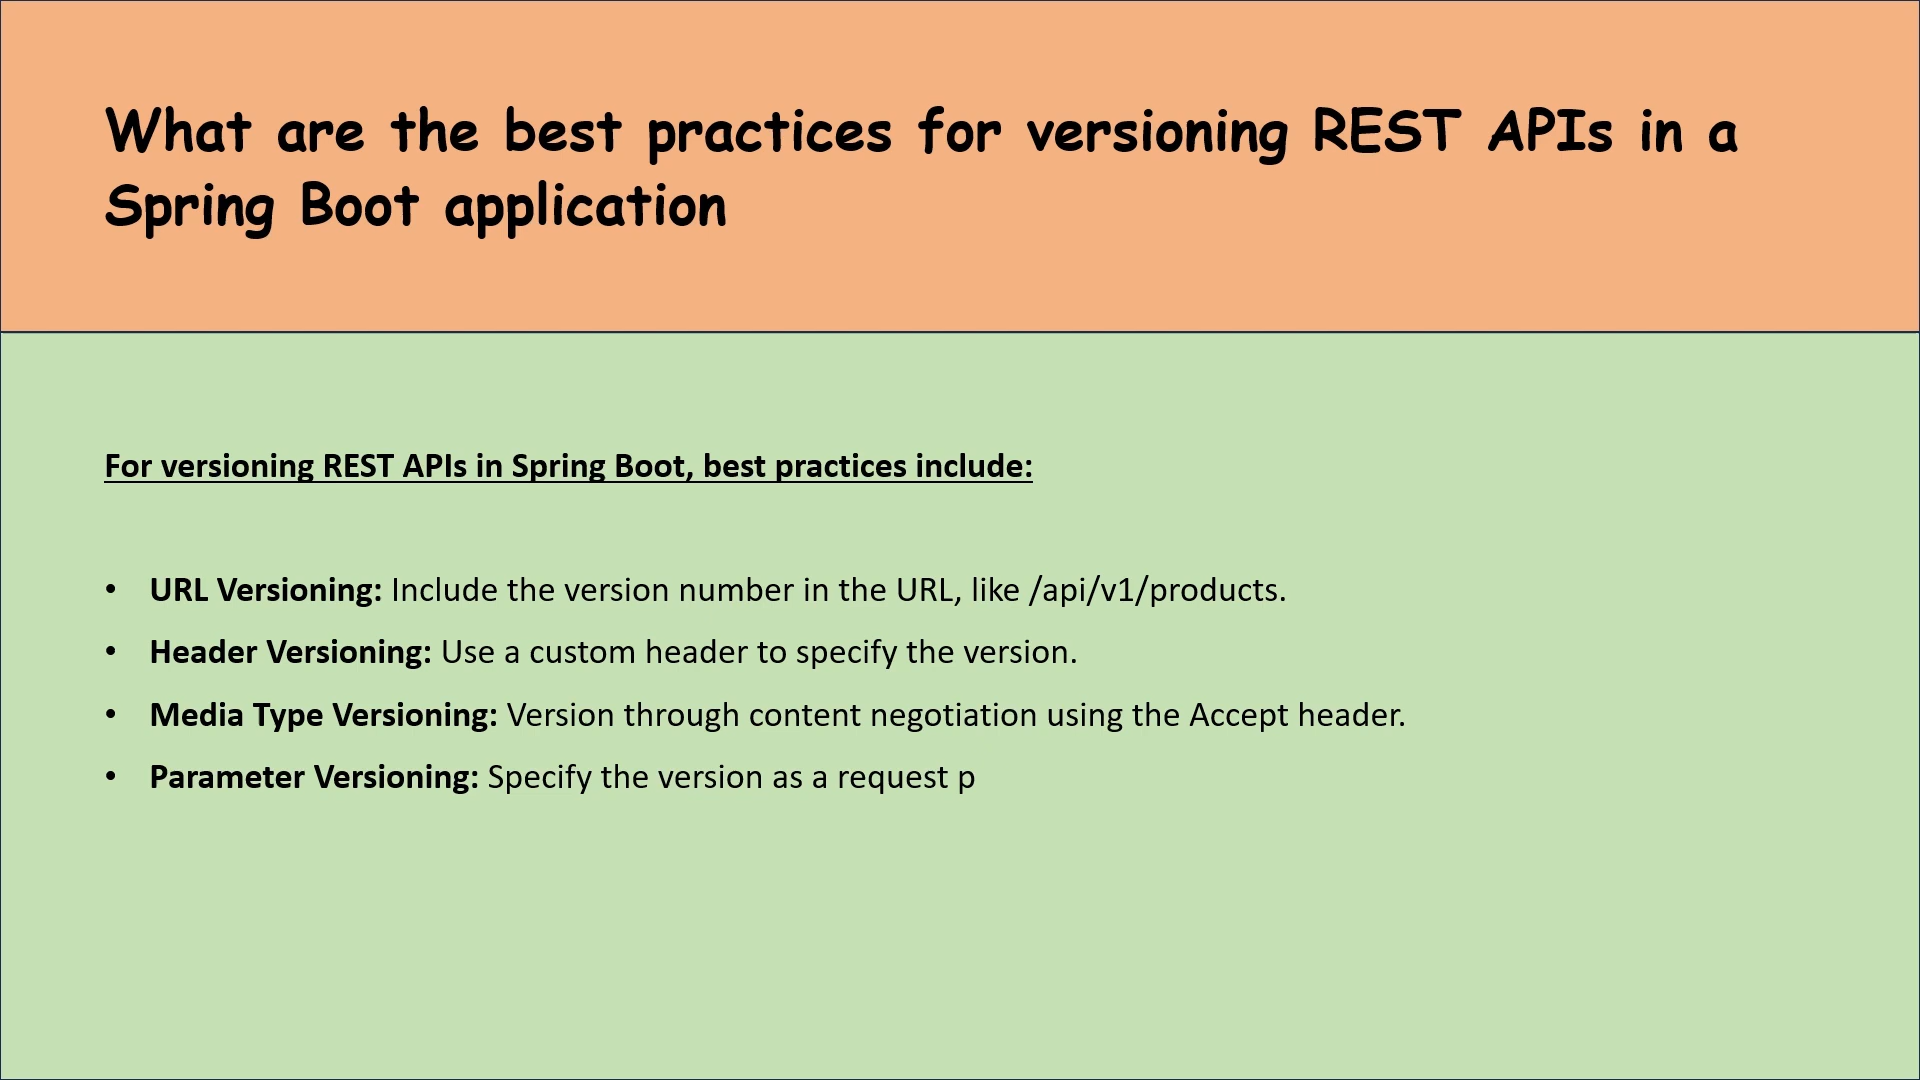 What are the best practices for versioning REST APIs in a
Spring Boot application
For versioning REST APIs in Spring Boot, best practices include:
• URL Versioning: Include the version number in the URL, like /api/v1/products.
• Header Versioning: Use a custom header to specify the version.
• Media Type Versioning: Version through content negotiation using the Accept header.
• Parameter Versioning: Specify the version as a request p